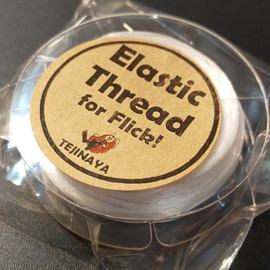 Elastic
Thread
for Flick!
TEJINAYA